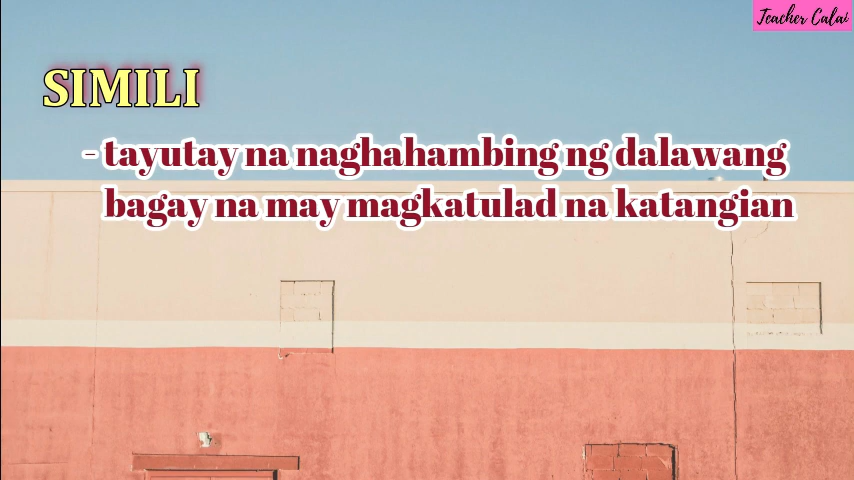 Teacher Calai
SIMILI
- tayutay na naghahambing ng dalawang
bagay na may magkatulad na katangian